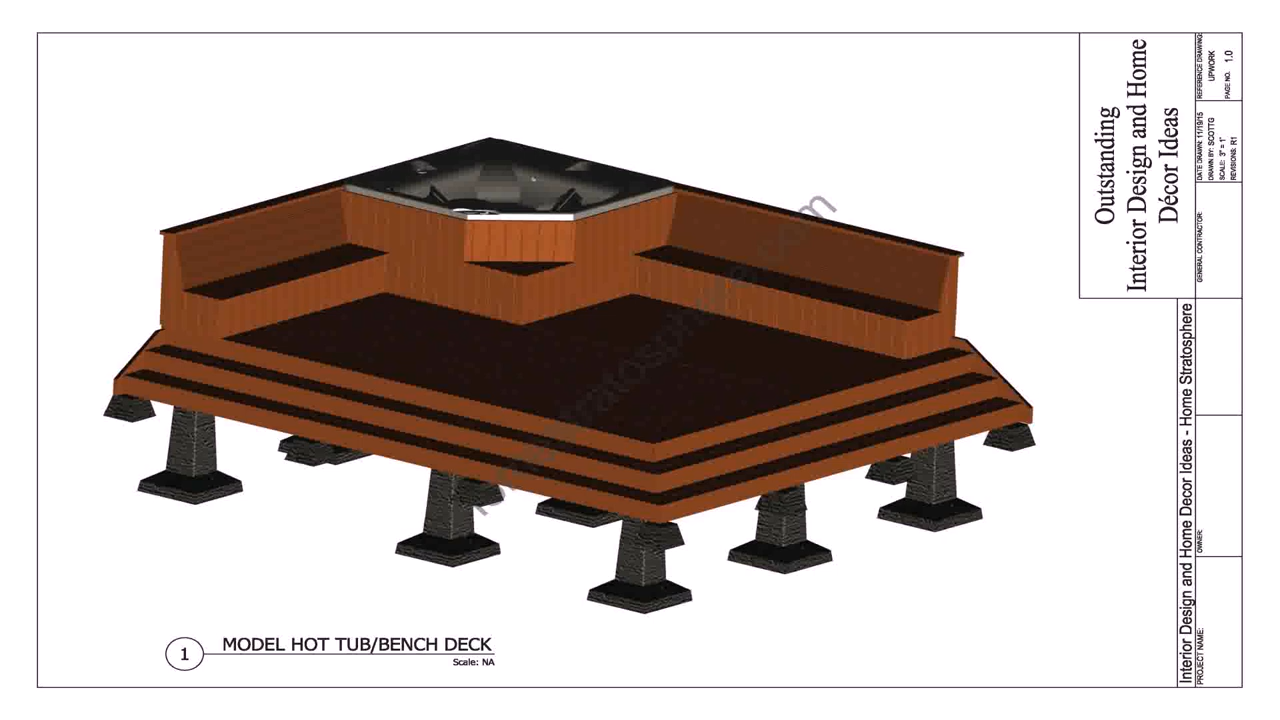 Outstanding
Interior Design and Home
Décor Ideas
REFERENCE DRAWING:
UPWORK
PAGE NO. 1.0
DATE DRAWN: 11/19/15
DRAWN BY: SCOTTG
SCALE: 3" = 1'
REVISIONS: R1
GENERAL CONTRACTOR:
Interior Design and Home Decor Ideas - Home Stratosphere
OWNER:
PROJECT NAME:
1
MODEL HOT TUB/BENCH DECK
Scale: NA